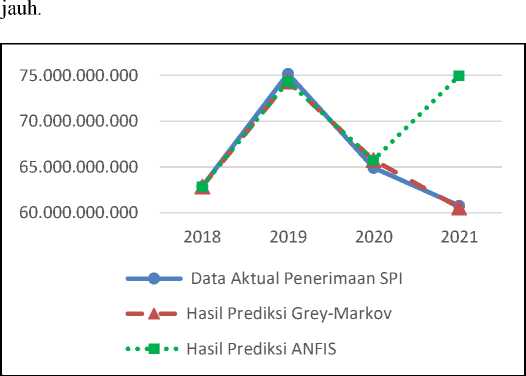 jauh.
75.000.000.000
70.000.000.000
65.000.000.000
60.000.000.000
2018 2019 2020 2021
Data Aktual Penerimaan SPI
Hasil Prediksi Grey-Markov
Hasil Prediksi ANFIS